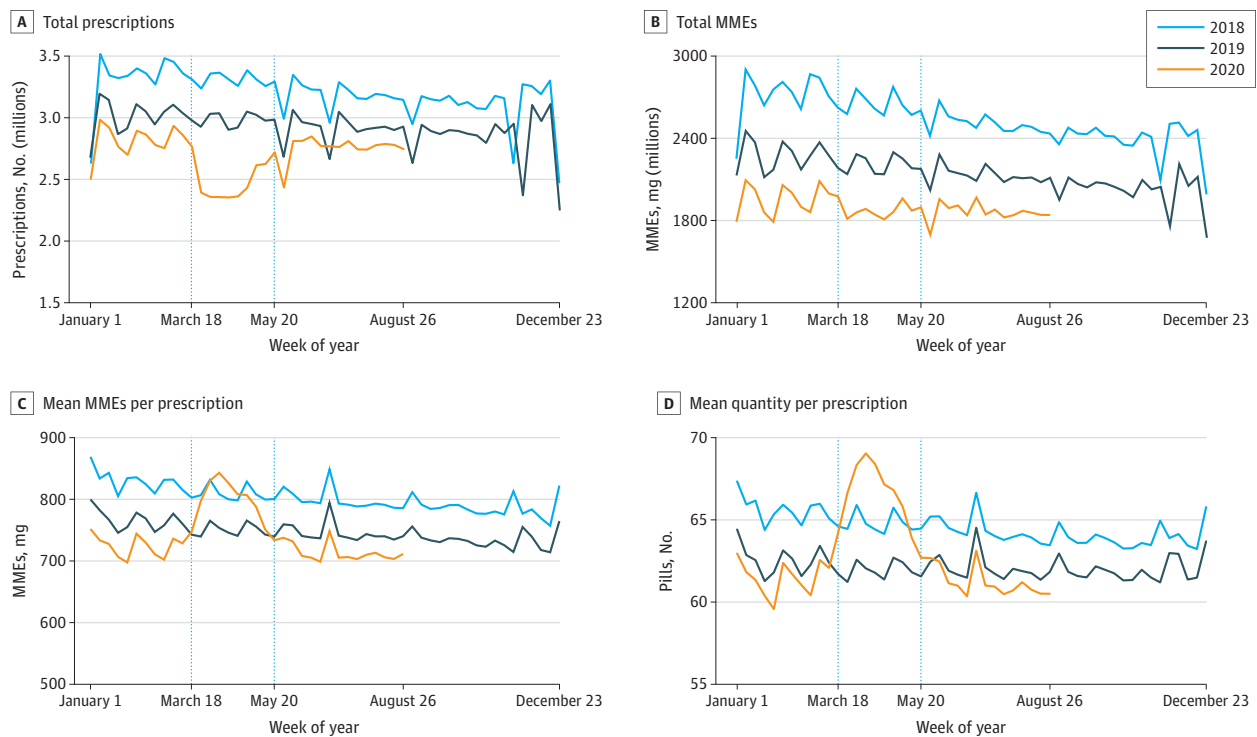 A Total prescriptions
3.5
3.0
2.5
2.0
1.5
Prescriptions, No. (millions)
January 1 March 18 May 20 August 26 December 23
Week of year
B Total MMEs
2018
2019
2020
3000
2400
1800
1200
MMEs, mg (millions)
January 1 March 18 May 20 August 26 December 23
Week of year
C Mean MMEs per prescription
900
800
700
600
500
MMEs, mg
January 1 March 18 May 20 August 26 December 23
Week of year
D Mean quantity per prescription
70
65
60
55
Pills, No.
January 1 March 18 May 20 August 26 December 23
Week of year